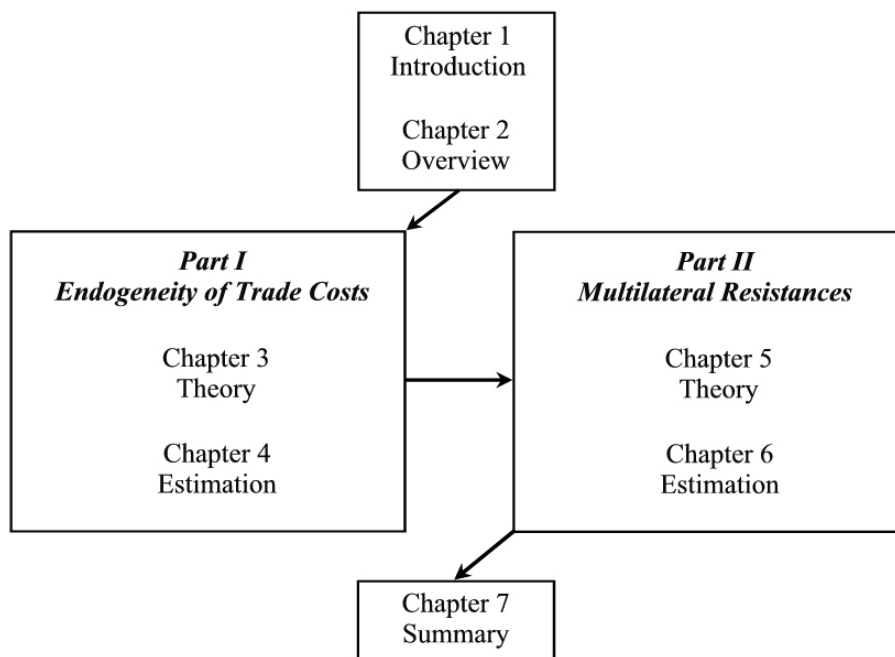 Chapter 1
Introduction
Chapter 2
Overview
Part I
Endogeneity of Trade Costs
Chapter 3
Theory
Chapter 4
Estimation
Part II
Multilateral Resistances
Chapter 5
Theory
Chapter 6
Estimation
Chapter 7
Summary